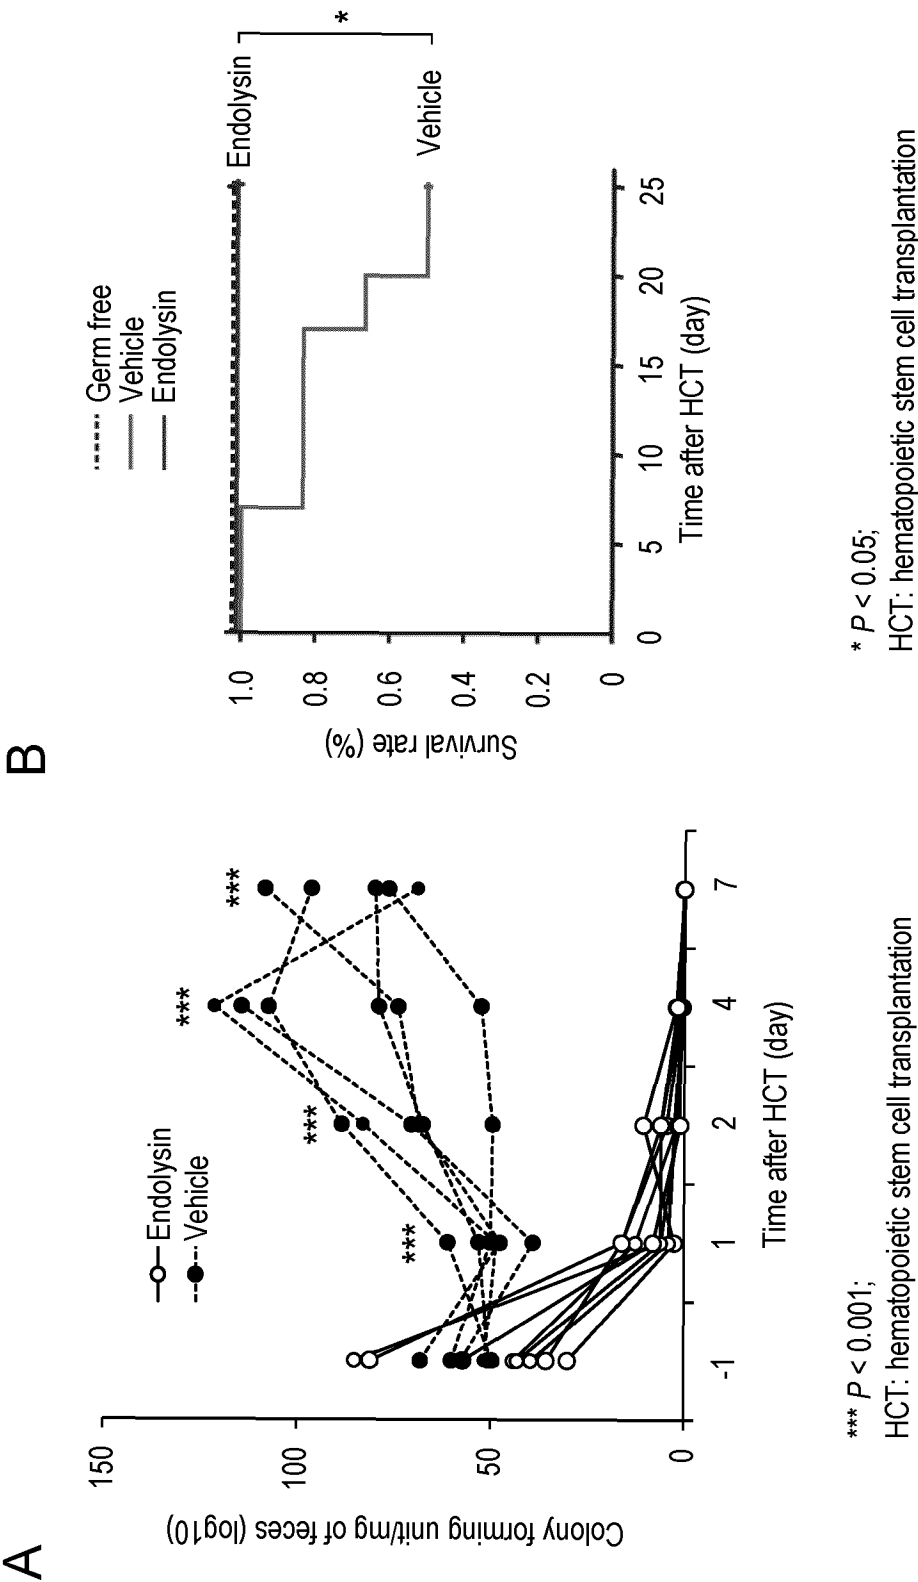 A
Colony forming unit/mg of feces (log10)
150
100
50
0
Endolysin
Vehicle
***
***
***
***
-1
1
2
4
7
Time after HCT (day)
*** P < 0.001;
HCT: hematopoietic stem cell transplantation
B
Survival rate (%)
1.0
0.8
0.6
0.4
0.2
0
Germ free
Vehicle
Endolysin
Endolysin
Vehicle
*
0
5
10
15
20
25
Time after HCT (day)
* P < 0.05;
HCT: hematopoietic stem cell transplantation